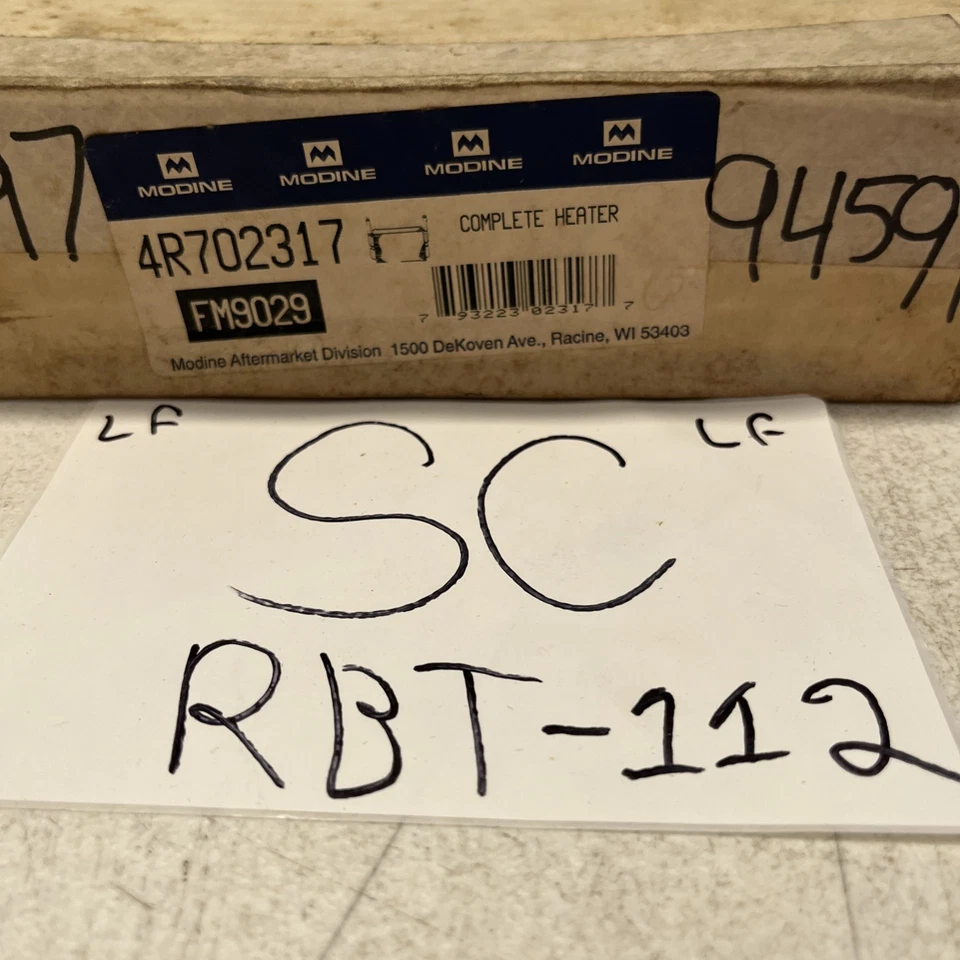 97
MODINE MODINE MODINE MODINE
4R702317 COMPLETE HEATER
FM9029
7 93223 02317 7
Modine Aftermarket Division 1500 DeKoven Ave., Racine, WI 53403
9459
LF LF
SC
RBT-112